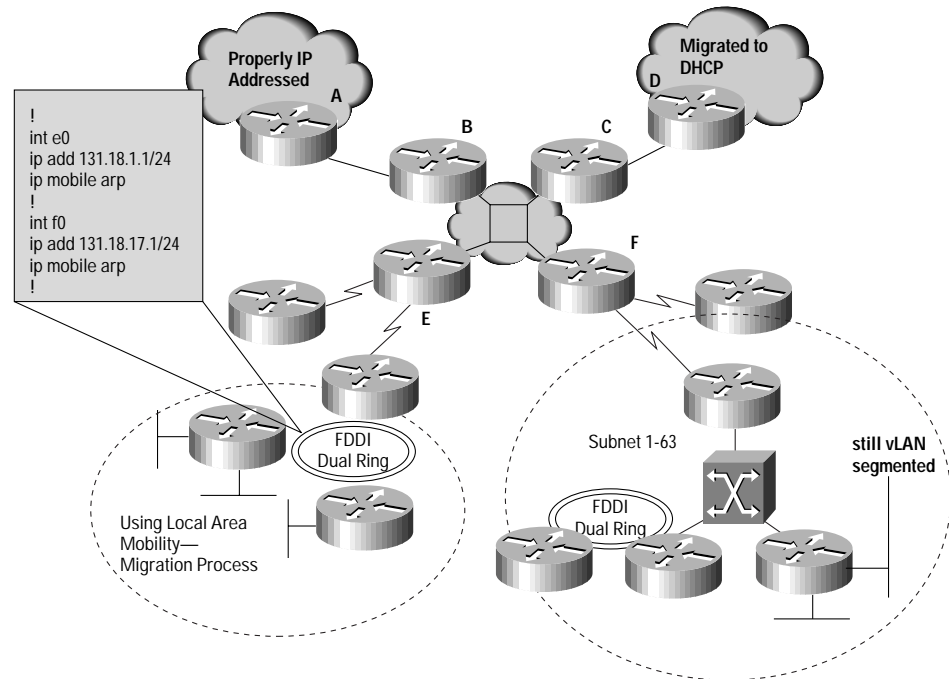 Properly IP
Addressed
A
Migrated to
DHCP
D
!
int e0
ip add 131.18.1.1/24
ip mobile arp
!
int f0
ip add 131.18.17.1/24
ip mobile arp
!
B
C
F
E
FDDI
Dual Ring
Using Local Area
Mobility—
Migration Process
Subnet 1-63
still vLAN
segmented
FDDI
Dual Ring